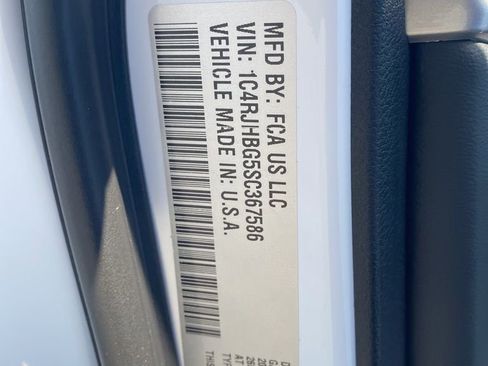 MFD BY: FCA US LLC
VIN: 1C4RJHBG5SC367586
VEHICLE MADE IN: U.S.A.